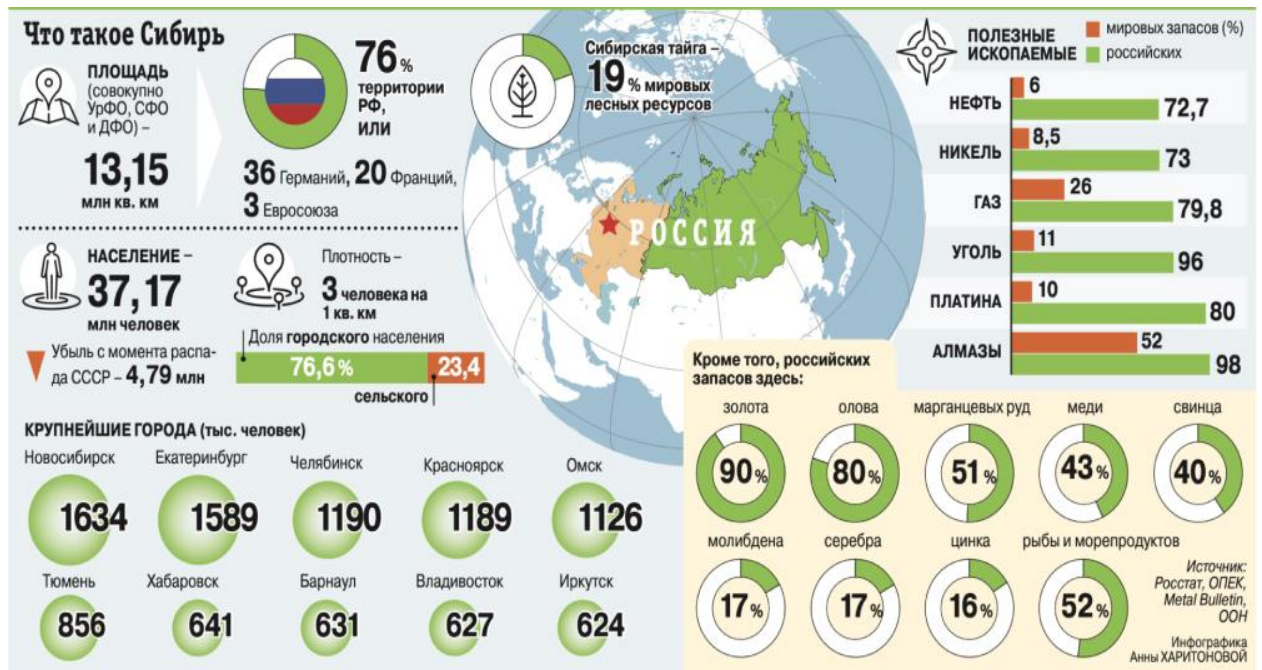 Что такое Сибирь
ПЛОЩАДЬ
(совокупно
УрФО, СФО
и ДФО) –
13,15
млн кв. км
76%
территории
РФ,
ИЛИ
36 Германий, 20 Франций,
3 Евросоюза
Сибирская тайга –
19% мировых
лесных ресурсов
НАСЕЛЕНИЕ –
37,17
млн человек
Убыль с момента распа-
да СССР – 4,79 млн
Плотность –
3 человека на
1 кв. км
Доля городского населения
76,6% 23,4
сельского
РОССИЯ
ПОЛЕЗНЫЕ
ИСКОПАЕМЫЕ
мировых запасов (%)
российских
НЕФТЬ
6
72,7
НИКЕЛЬ
8,5
73
ГАЗ
26
79,8
УГОЛЬ
11
96
ПЛАТИНА
10
80
АЛМАЗЫ
52
98
КРУПНЕЙШИЕ ГОРОДА (тыс. человек)
Новосибирск Екатеринбург Челябинск Красноярск Омск
1634 1589 1190 1189 1126
Тюмень Хабаровск Барнаул Владивосток Иркутск
856 641 631 627 624
Кроме того, российских
запасов здесь:
золота олова марганцевых руд меди свинца
90% 80% 51% 43% 40%
молибдена серебра цинка рыбы и морепродуктов
17% 17% 16% 52%
Источник:
Росстат, ОПЕК,
Metal Bulletin,
ООН
Инфографика
Анны ХАРИТОНОВОЙ